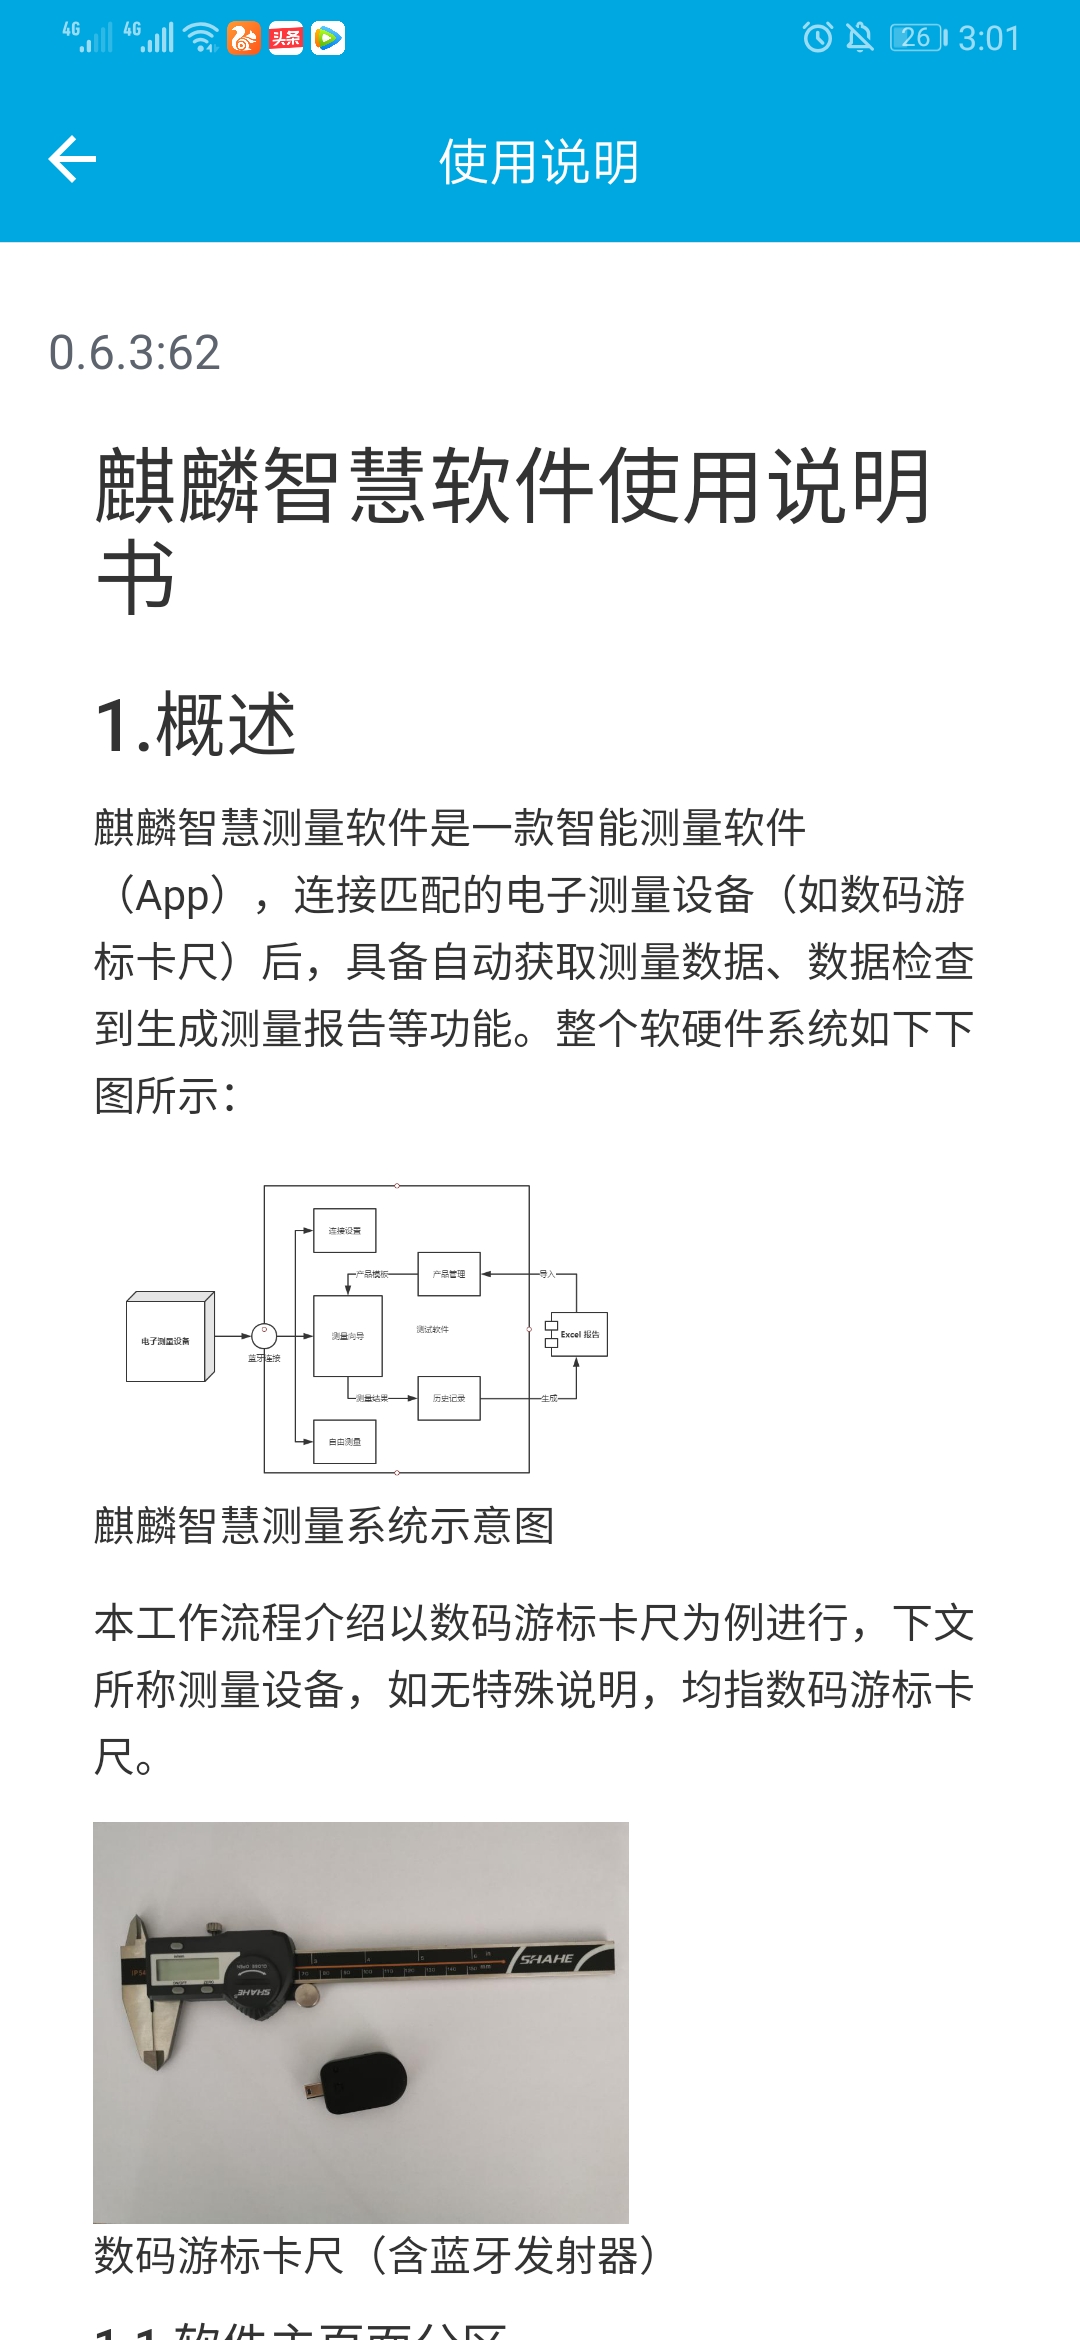 4G 4G 头条 26 3:01
使用说明
0.6.3:62
麒麟智慧软件使用说明
书
1.概述
麒麟智慧测量软件是一款智能测量软件
（App），连接匹配的电子测量设备（如数码游
标卡尺）后，具备自动获取测量数据、数据检查
到生成测量报告等功能。整个软硬件系统如下下
图所示：
连接设置
产品模板
产品管理
导入
电子测量设备
测量向导
测试软件
Excel 报告
蓝牙连接
测量结果
历史记录
生成
自由测量
麒麟智慧测量系统示意图
本工作流程介绍以数码游标卡尺为例进行，下文
所称测量设备，如无特殊说明，均指数码游标卡
尺。
SHAHE
IP54
SHAHE
数码游标卡尺（含蓝牙发射器）
1.1 软件主页面分区